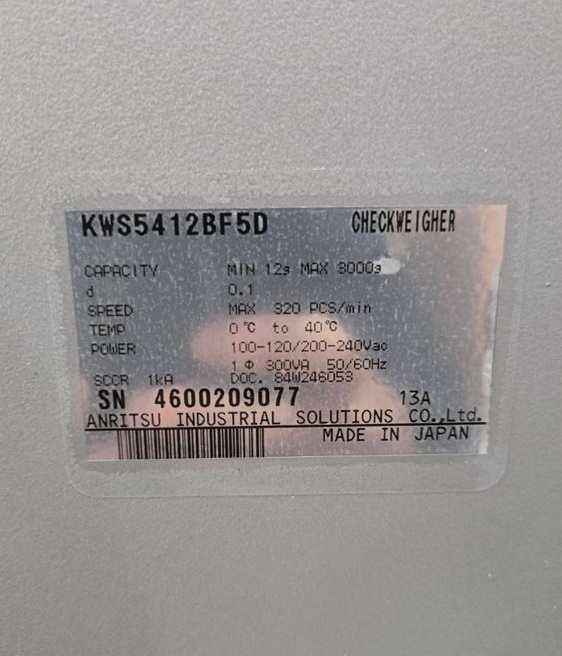 KWS5412BF5D CHECKWEIGHER
CAPACITY MIN 12g MAX 3000g
d 0.1
SPEED MAX 320 PCS/min
TEMP 0℃ to 40℃
POWER 100-120/200-240Vac
1 Φ 300VA 50/60Hz
SCCR 1kA DOC. 84W246053
SN 4600209077 13A
ANRITSU INDUSTRIAL SOLUTIONS CO.,Ltd.
MADE IN JAPAN